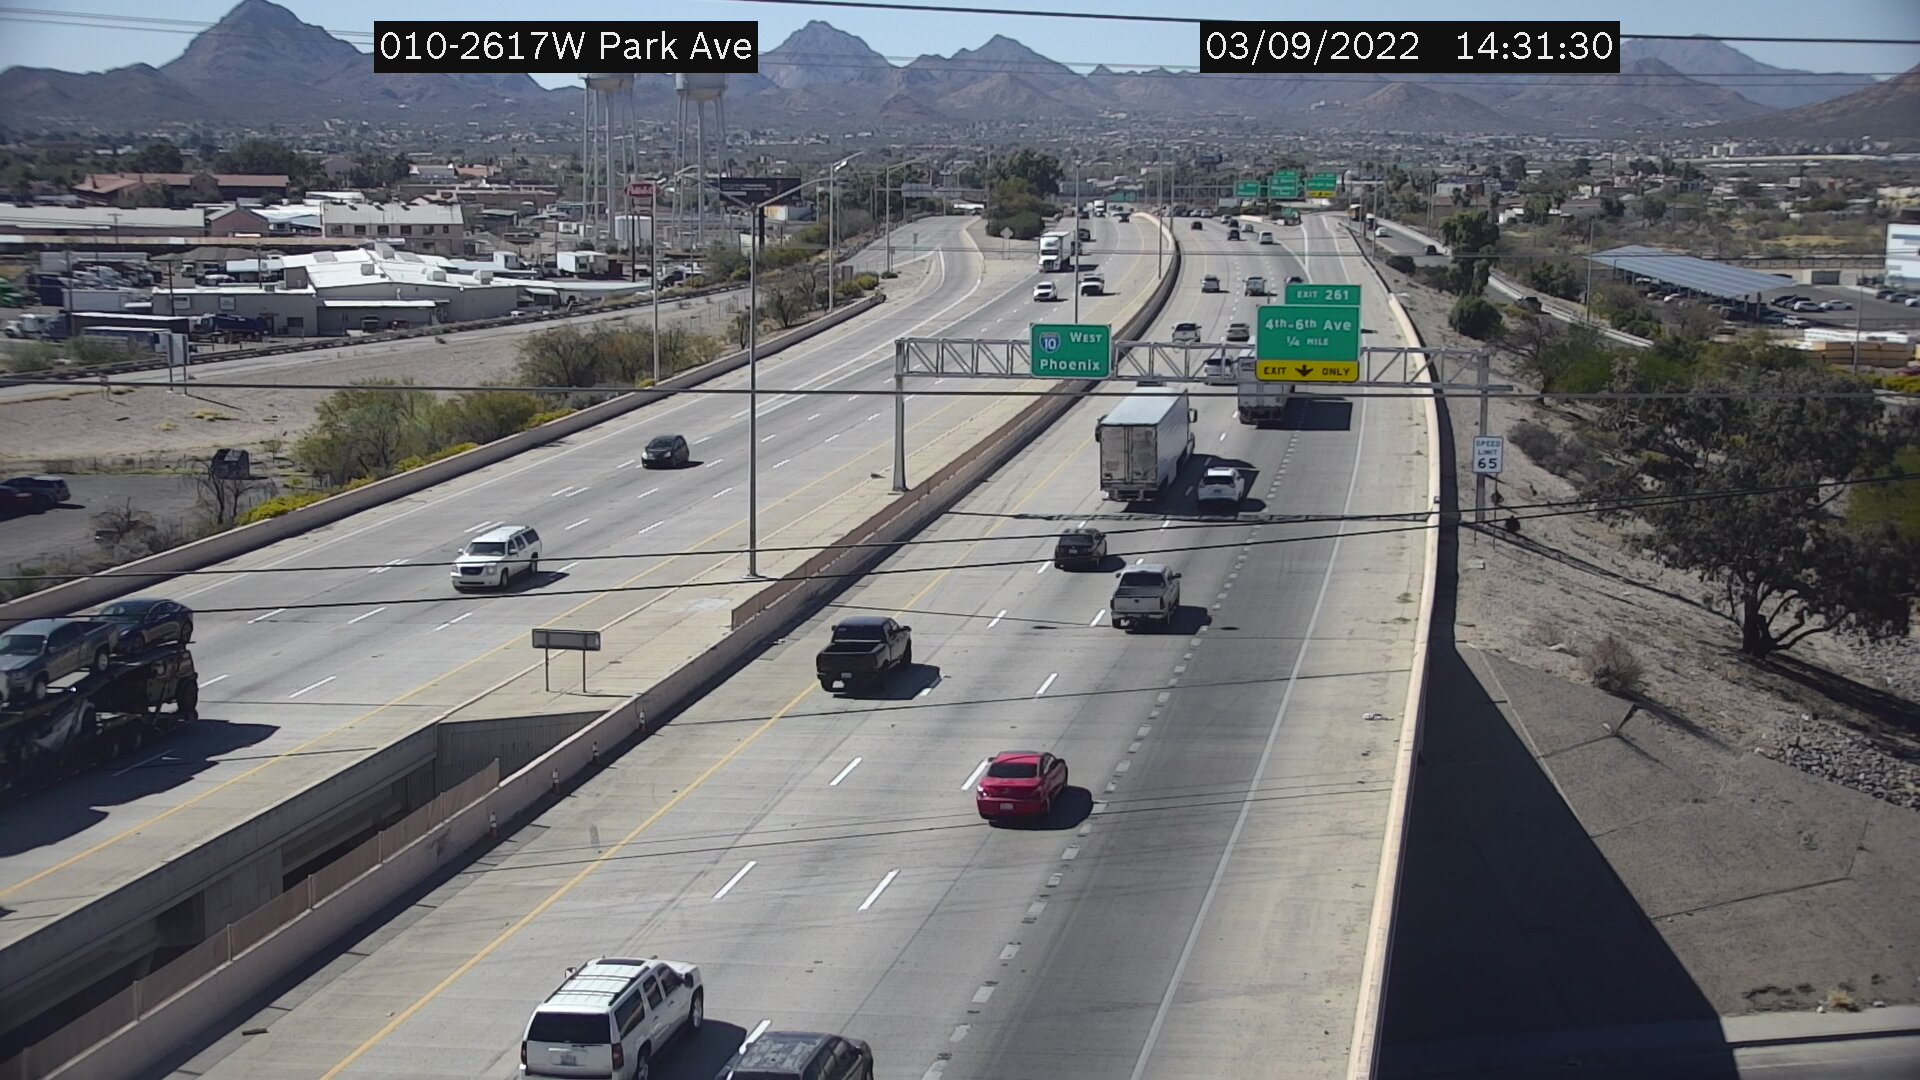 010-2617W Park Ave
03/09/2022 14:31:30
EXIT 261
4th-6th Ave
1/4 MILE
EXIT ONLY
10 WEST
Phoenix
SPEED
LIMIT
65